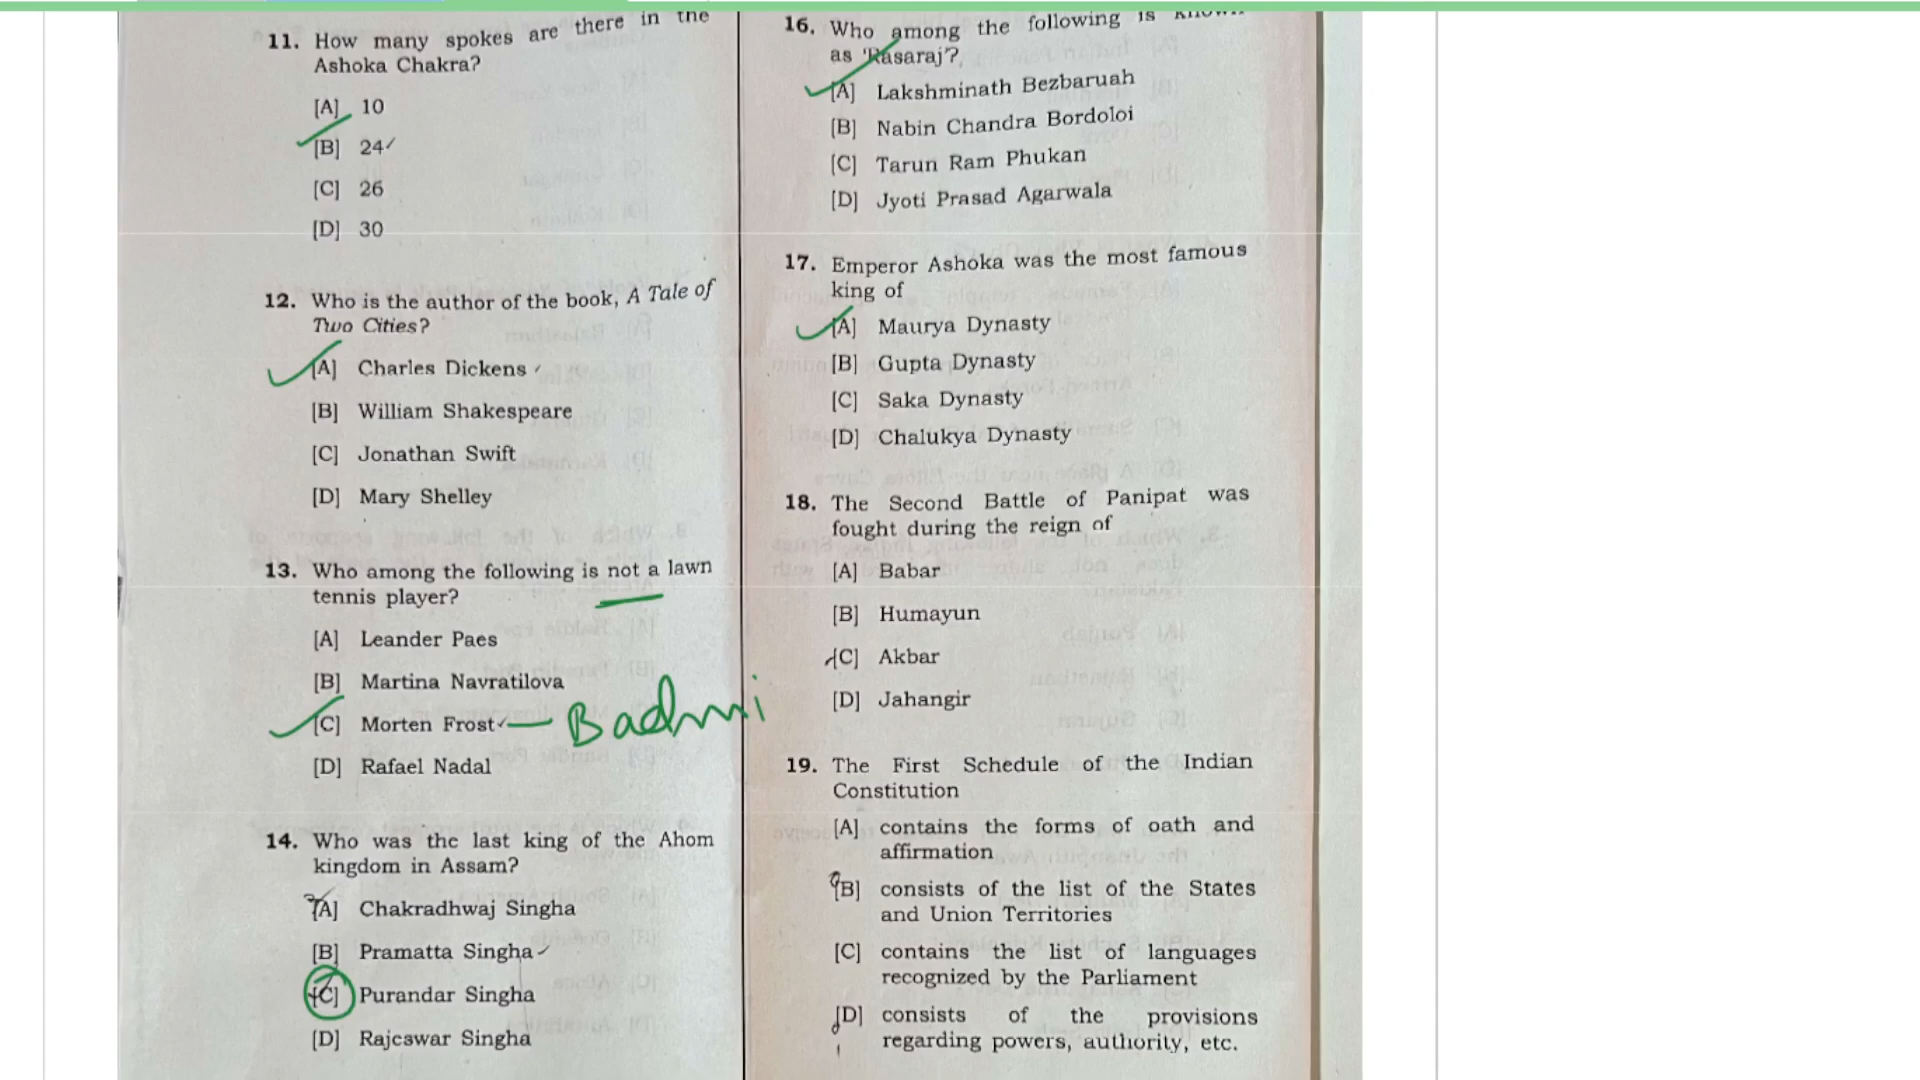 11. How many spokes are there in the
Ashoka Chakra?
[A] 10
[B] 24
[C] 26
[D] 30
12. Who is the author of the book, A Tale of
Two Cities?
[A] Charles Dickens
[B] William Shakespeare
[C] Jonathan Swift
[D] Mary Shelley
13. Who among the following is not a lawn
tennis player?
[A] Leander Paes
[B] Martina Navratilova
[C] Morten Frost — Badmi
[D] Rafael Nadal
14. Who was the last king of the Ahom
kingdom in Assam?
[A] Chakradhwaj Singha
[B] Pramatta Singha
[C] Purandar Singha
[D] Rajeswar Singha
16. Who among the following is known
as 'Rasaraj'?
[A] Lakshminath Bezbaruah
[B] Nabin Chandra Bordoloi
[C] Tarun Ram Phukan
[D] Jyoti Prasad Agarwala
17. Emperor Ashoka was the most famous
king of
[A] Maurya Dynasty
[B] Gupta Dynasty
[C] Saka Dynasty
[D] Chalukya Dynasty
18. The Second Battle of Panipat was
fought during the reign of
[A] Babar
[B] Humayun
[C] Akbar
[D] Jahangir
19. The First Schedule of the Indian
Constitution
[A] contains the forms of oath and
affirmation
[B] consists of the list of the States
and Union Territories
[C] contains the list of languages
recognized by the Parliament
[D] consists of the provisions
regarding powers, authority, etc.